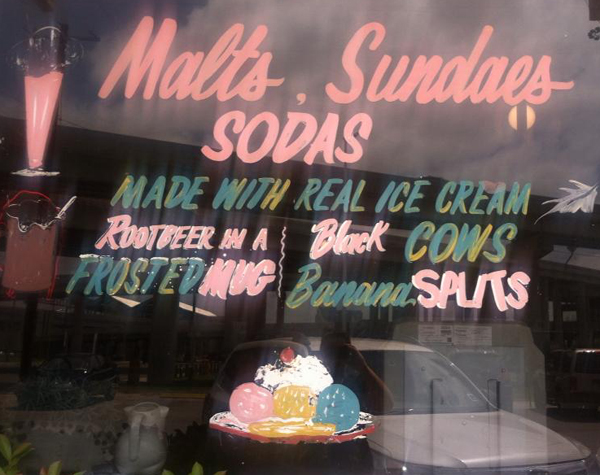 Malts, Sundaes
SODAS
MADE WITH REAL ICE CREAM
ROOTBEER IN A
FROSTED MUG
Black COWS
Banana SPLITS